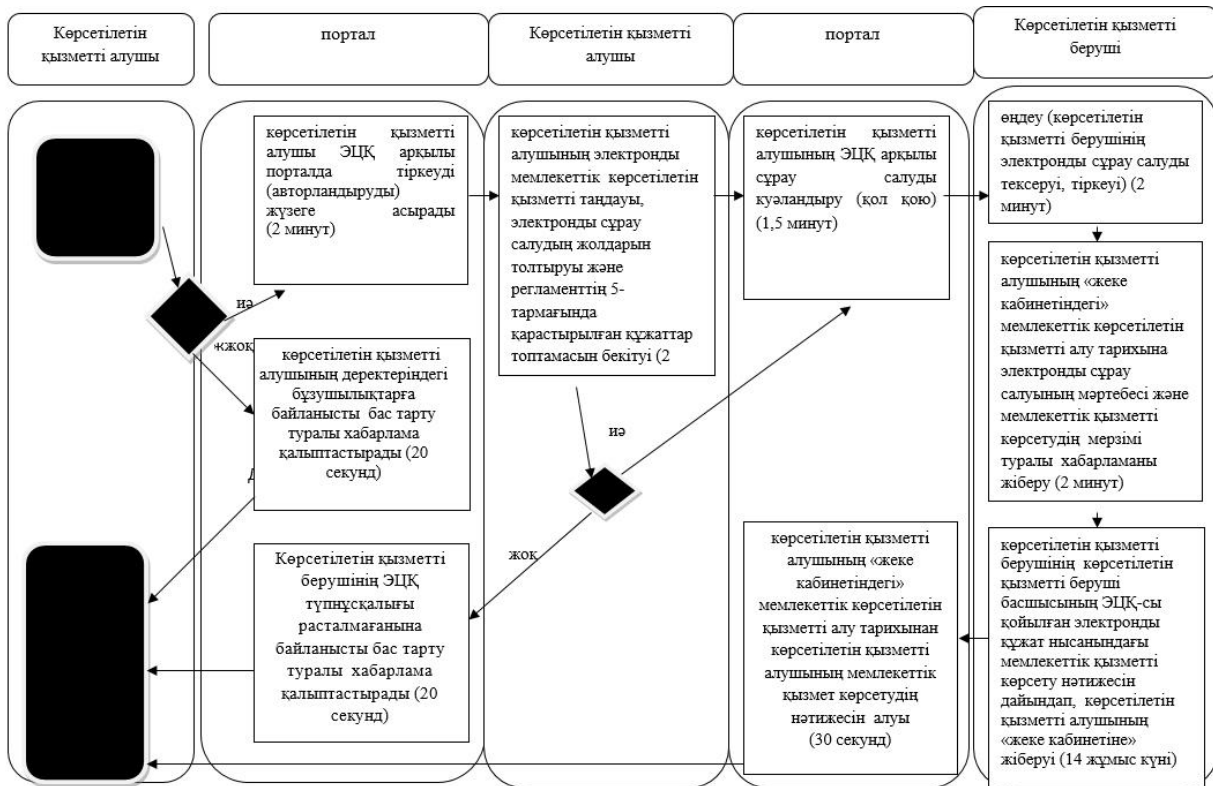 Көрсетілетін
қызметті алушы
портал
Көрсетілетін қызметті
алушы
портал
Көрсетілетін қызметті
беруші
көрсетілетін қызметті
алушы ЭЦҚ арқылы
порталда тіркеуді
(авторландыруды)
жүзеге асырады
(2 минут)
көрсетілетін қызметті
алушының электронды
мемлекеттік көрсетілетін
қызметті таңдауы,
электронды сұрау
салудың жолдарын
толтыруы және
регламенттің 5-
тармағында
қарастырылған құжаттар
топтамасын бекітуі (2
көрсетілетін қызметті
алушының ЭЦҚ арқылы
сұрау салуды
куәландыру (қол қою)
(1,5 минут)
өңдеу (көрсетілетін
қызметті берушінің
электронды сұрау салуды
тексеруі, тіркеуі) (2
минут)
иә
жоқ
көрсетілетін қызметті
алушының деректеріндегі
бұзушылықтарға
байланысты бас тарту
туралы хабарлама
қалыптастырады (20
секунд)
иә
жоқ
көрсетілетін қызметті
алушының «жеке
кабинетіндегі»
мемлекеттік көрсетілетін
қызметті алу тарихына
электронды сұрау
салуының мәртебесі және
мемлекеттік қызметті
көрсетудің мерзімі
туралы хабарламаны
жіберу (2 минут)
Көрсетілетін қызметті
берушінің ЭЦҚ
түпнұсқалығы
расталмағанына
байланысты бас тарту
туралы хабарлама
қалыптастырады (20
секунд)
көрсетілетін қызметті
алушының «жеке
кабинетіндегі»
мемлекеттік көрсетілетін
қызметті алу тарихынан
көрсетілетін қызметті
алушының мемлекеттік
қызмет көрсетудің
нәтижесін алуы
(30 секунд)
көрсетілетін қызметті
берушінің көрсетілетін
қызметті беруші
басшысының ЭЦҚ-сы
қойылған электронды
құжат нысанындағы
мемлекеттік қызметті
көрсету нәтижесін
дайындап, көрсетілетін
қызметті алушының
«жеке кабинетіне»
жіберуі (14 жұмыс күні)